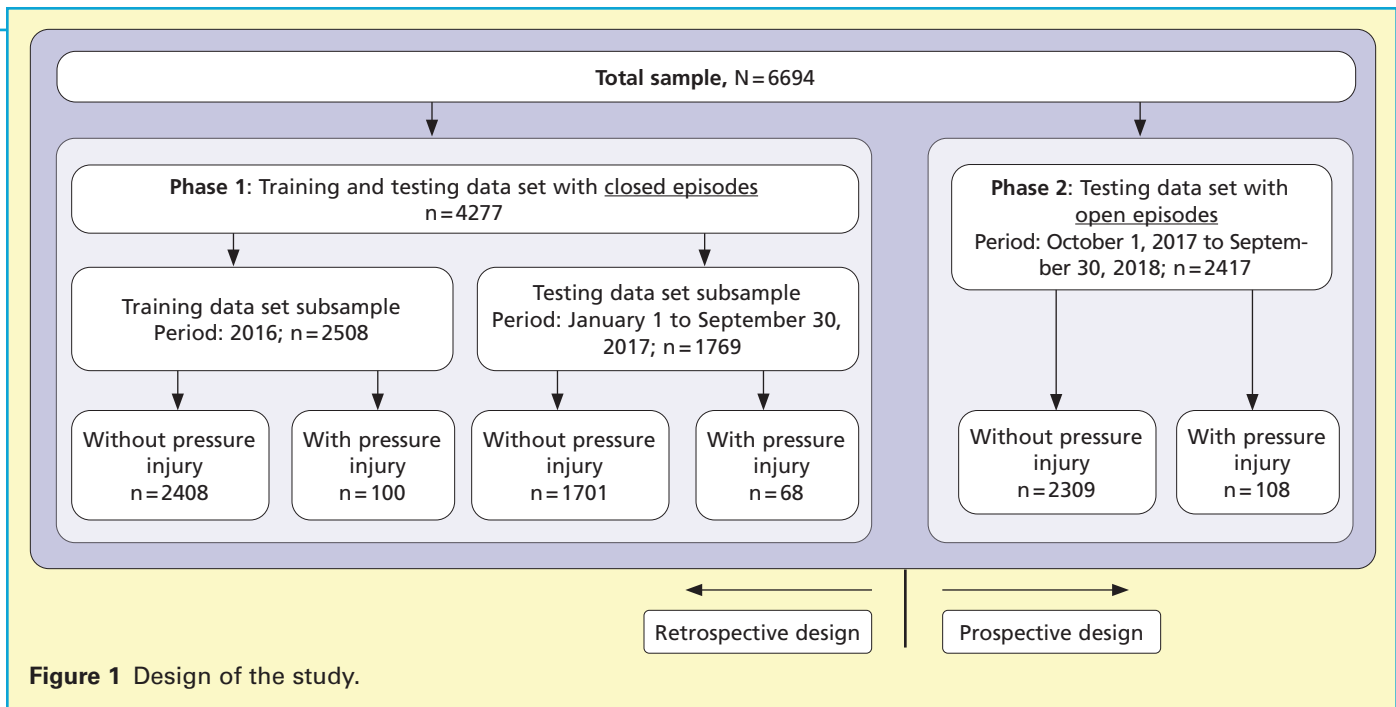 Total sample, N=6694
Phase 1: Training and testing data set with closed episodes
n=4277
Training data set subsample
Period: 2016; n=2508
Without pressure
injury
n=2408
With pressure
injury
n=100
Testing data set subsample
Period: January 1 to September 30,
2017; n=1769
Without pressure
injury
n=1701
With pressure
injury
n=68
Phase 2: Testing data set with
open episodes
Period: October 1, 2017 to Septem-
ber 30, 2018; n=2417
Without pressure
injury
n=2309
With pressure
injury
n=108
Retrospective design
Prospective design
Figure 1 Design of the study.